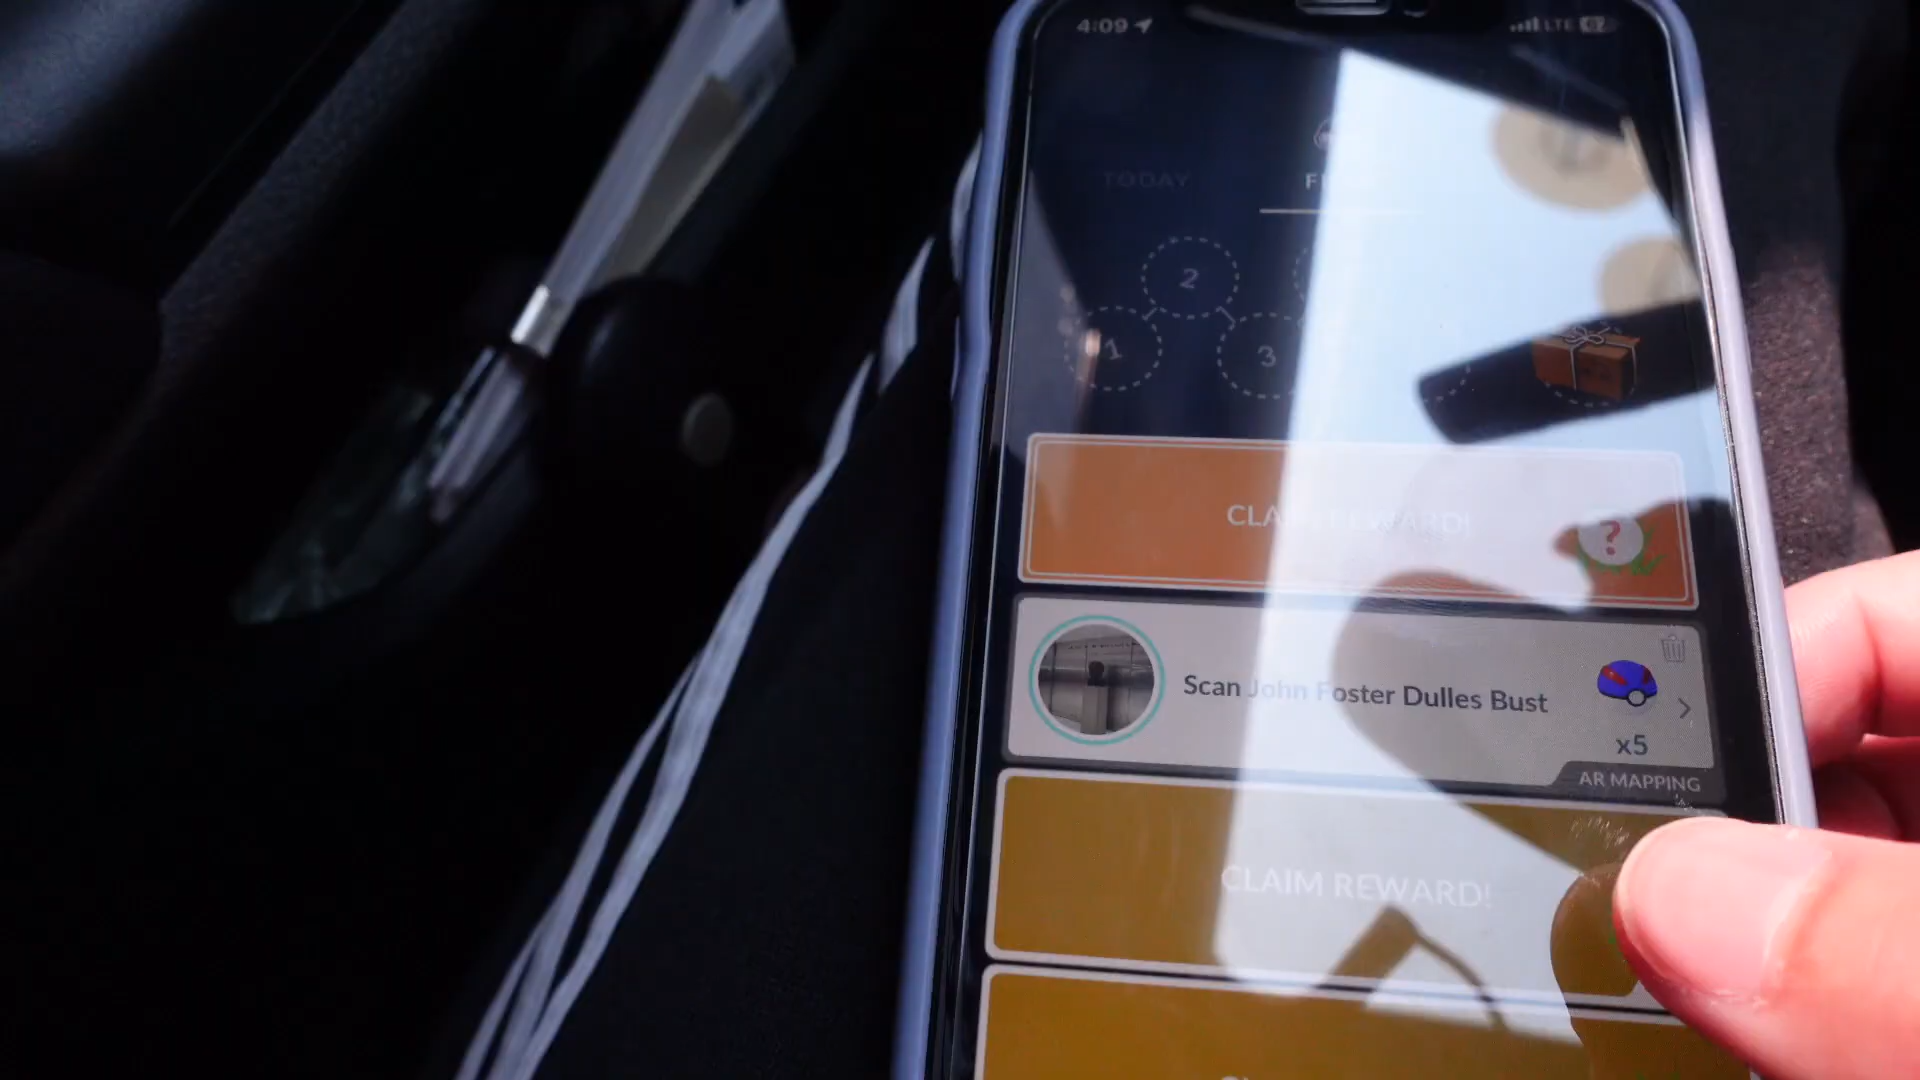 4:09
LTE
TODAY
2
1
3
CLAIM REWARD!
?
Scan John Foster Dulles Bust
x5
AR MAPPING
CLAIM REWARD!